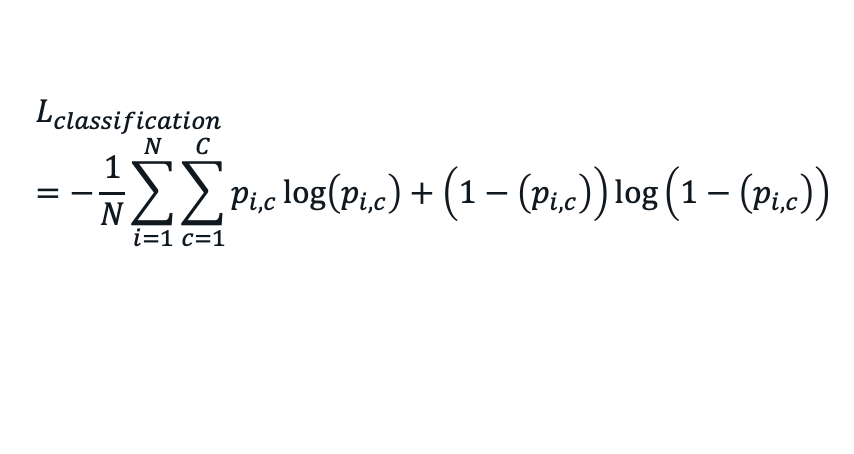 L_{classification}
= -\frac{1}{N} \sum_{i=1}^{N} \sum_{c=1}^{C} p_{i,c} \log(p_{i,c}) + (1 - (p_{i,c})) \log (1 - (p_{i,c}))